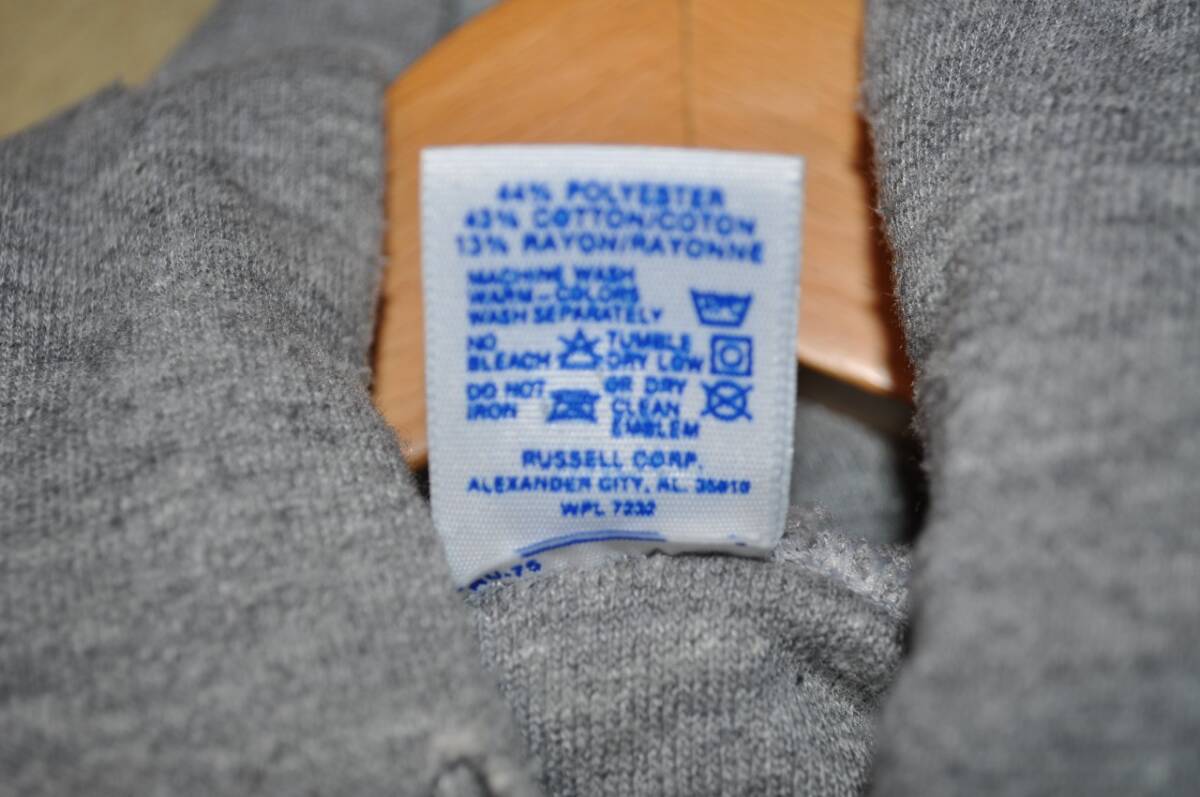 44% POLYESTER
43% COTTON/COTON
13% RAYON/RAYONNE
MACHINE WASH
WARM-COLORS
WASH SEPARATELY
NO
BLEACH
TUMBLE
DRY LOW
DO NOT
IRON
OR DRY
CLEAN
EMBLEM
RUSSELL CORP.
ALEXANDER CITY, AL. 35010
WPL 7232